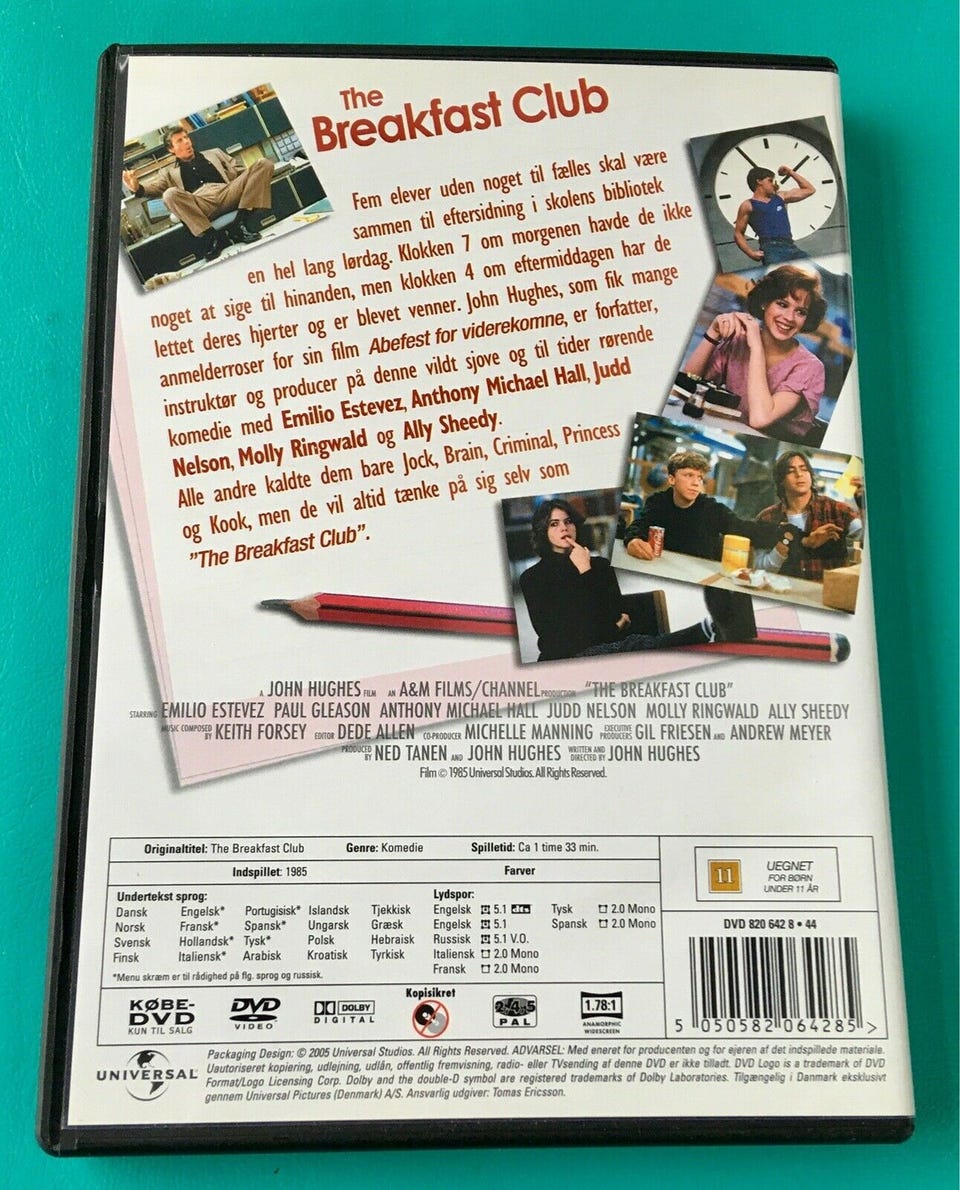 The
Breakfast Club
Fem elever uden noget til fælles skal være
sammen til eftersidning i skolens bibliotek
en hel lang lørdag. Klokken 7 om morgenen havde de ikke
noget at sige til hinanden, men klokken 4 om eftermiddagen har de
lettet deres hjerter og er blevet venner. John Hughes, som fik mange
anmelderroser for sin film Abefest for viderekomne, er forfatter,
instruktør og producer på denne vildt sjove og til tider rørende
komedie med Emilio Estevez, Anthony Michael Hall, Judd
Nelson, Molly Ringwald og Ally Sheedy.
Alle andre kaldte dem bare Jock, Brain, Criminal, Princess
og Kook, men de vil altid tænke på sig selv som
"The Breakfast Club".
A JOHN HUGHES FILM AN A&M FILMS/CHANNEL PRODUCTION "THE BREAKFAST CLUB"
STARRING EMILIO ESTEVEZ PAUL GLEASON ANTHONY MICHAEL HALL JUDD NELSON MOLLY RINGWALD ALLY SHEEDY
MUSIC COMPOSED BY KEITH FORSEY EDITOR DEDE ALLEN CO-PRODUCER MICHELLE MANNING EXECUTIVE PRODUCERS GIL FRIESEN AND ANDREW MEYER
PRODUCED BY NED TANEN AND JOHN HUGHES WRITTEN AND DIRECTED BY JOHN HUGHES
Film © 1985 Universal Studios. All Rights Reserved.
Originaltitel: The Breakfast Club Genre: Komedie Spilletid: Ca 1 time 33 min.
Indspillet: 1985 Farver
Undertekst sprog:
Dansk Engelsk* Portugisisk* Islandsk Tjekkisk
Norsk Fransk* Spansk* Ungarsk Græsk
Svensk Hollandsk* Tysk* Polsk Hebraisk
Finsk Italiensk* Arabisk Kroatisk Tyrkisk
*Menu skræm er til rådighed på flg. sprog og russisk.
Lydspor:
Engelsk 5.1 dts Tysk 2.0 Mono
Engelsk 5.1 Spansk 2.0 Mono
Russisk 5.1 V.O.
Italiensk 2.0 Mono
Fransk 2.0 Mono
11
UEGNET
FOR BØRN
UNDER 11 ÅR
DVD 820 642 8 • 44
5 050582 064285 >
KØBE-
DVD
KUN TIL SALG
DVD
VIDEO
DOLBY
DIGITAL
Kopisikret
2•4•5
PAL
1.78:1
ANAMORPHIC
WIDESCREEN
UNIVERSAL
Packaging Design: © 2005 Universal Studios. All Rights Reserved. ADVARSEL: Med eneret for producenten og for ejeren af det indspillede materiale.
Uautoriseret kopiering, udlejning, udlån, offentlig fremvisning, radio- eller TVsending af denne DVD er ikke tilladt. DVD Logo is a trademark of DVD
Format/Logo Licensing Corp. Dolby and the double-D symbol are registered trademarks of Dolby Laboratories. Tilgængelig i Danmark eksklusivt
gennem Universal Pictures (Denmark) A/S. Ansvarlig udgiver: Tomas Ericsson.